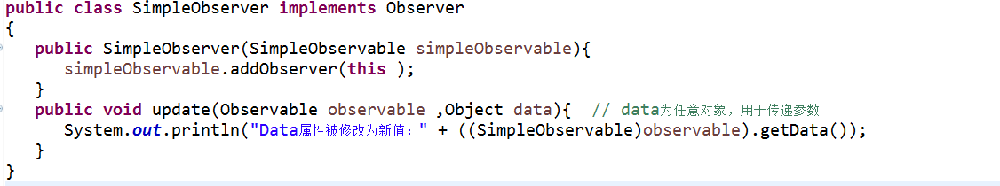 public class SimpleObserver implements Observer
{
   public SimpleObserver(SimpleObservable simpleObservable){
      simpleObservable.addObserver(this );
   }
   public void update(Observable observable ,Object data){  // data为任意对象，用于传递参数
      System.out.println("Data属性被修改为新值：" + ((SimpleObservable)observable).getData());
   }
}